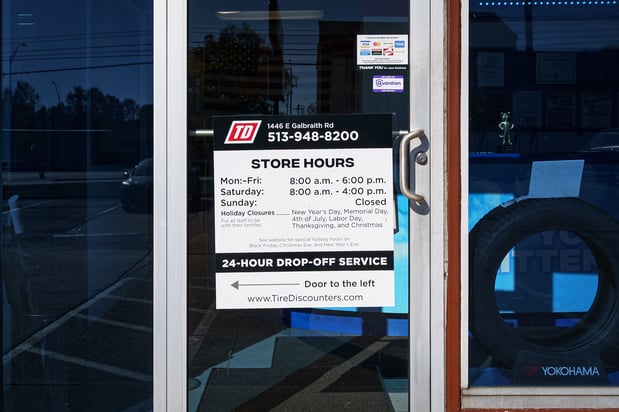 THANK YOU for your business
Guardian
TD
1446 E Galbraith Rd
513-948-8200
STORE HOURS
Mon:-Fri: 8:00 a.m. - 6:00 p.m.
Saturday: 8:00 a.m. - 4:00 p.m.
Sunday: Closed
Holiday Closures ____ New Year's Day, Memorial Day,
For all staff to be 4th of July, Labor Day,
with their families. Thanksgiving, and Christmas
See website for special holiday hours on
Black Friday, Christmas Eve, and New Year's Eve.
24-HOUR DROP-OFF SERVICE
Door to the left
www.TireDiscounters.com
YOKOHAMA